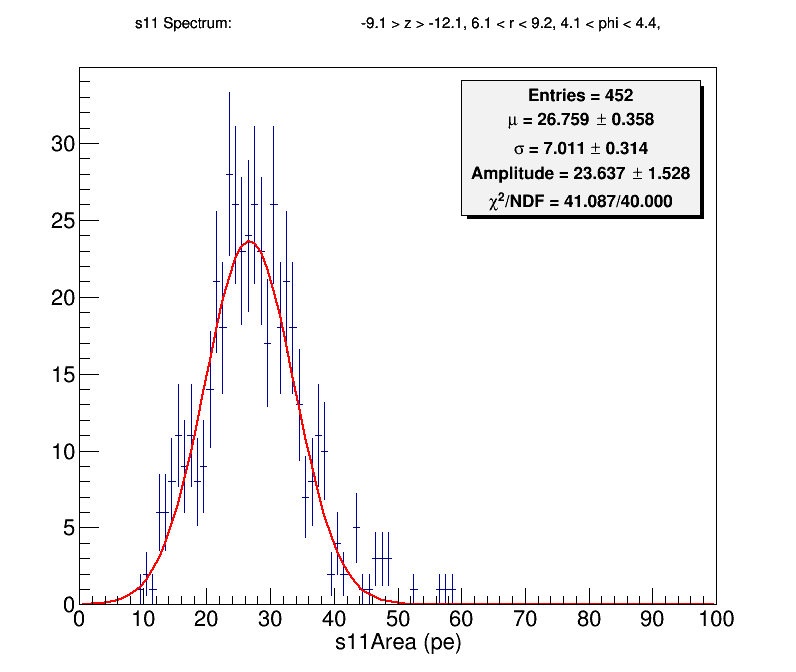 s11 Spectrum: -9.1 > z > -12.1, 6.1 < r < 9.2, 4.1 < phi < 4.4,
Entries = 452
μ = 26.759 ± 0.358
σ = 7.011 ± 0.314
Amplitude = 23.637 ± 1.528
χ²/NDF = 41.087/40.000
30
25
20
15
10
5
0
0 10 20 30 40 50 60 70 80 90 100
s11Area (pe)